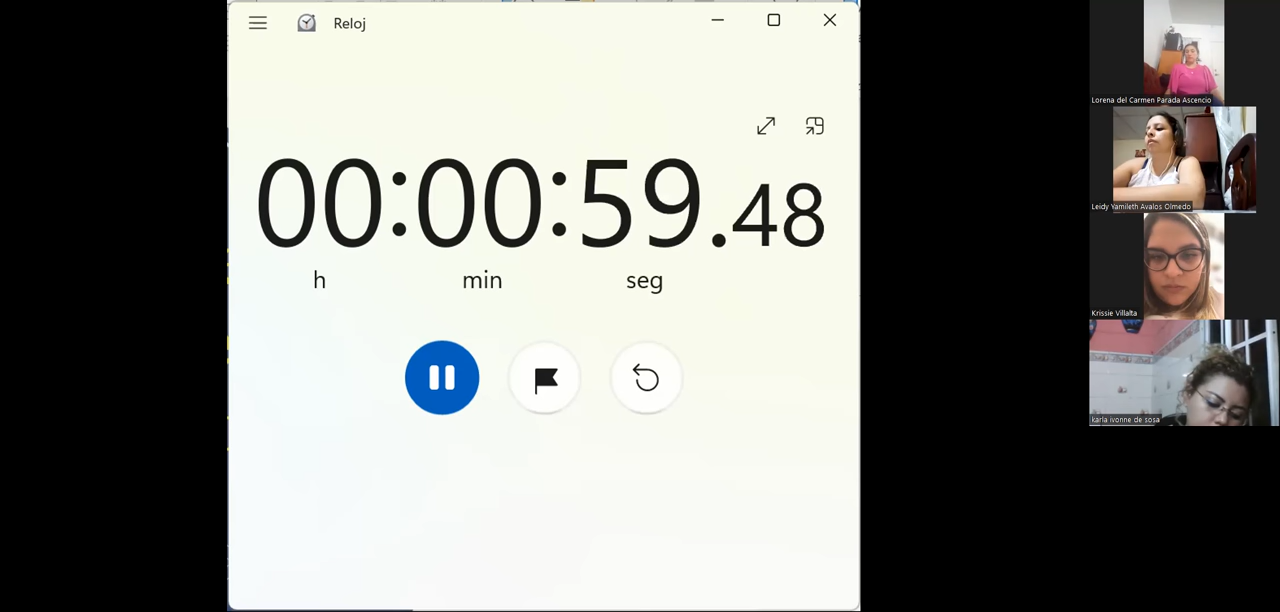 Reloj
00:00:59.48
h min seg
Lorena del Carmen Parada Ascencio
Leidy Yamileth Avalos Olmedo
Krissie Villalta
karla ivonne de sosa